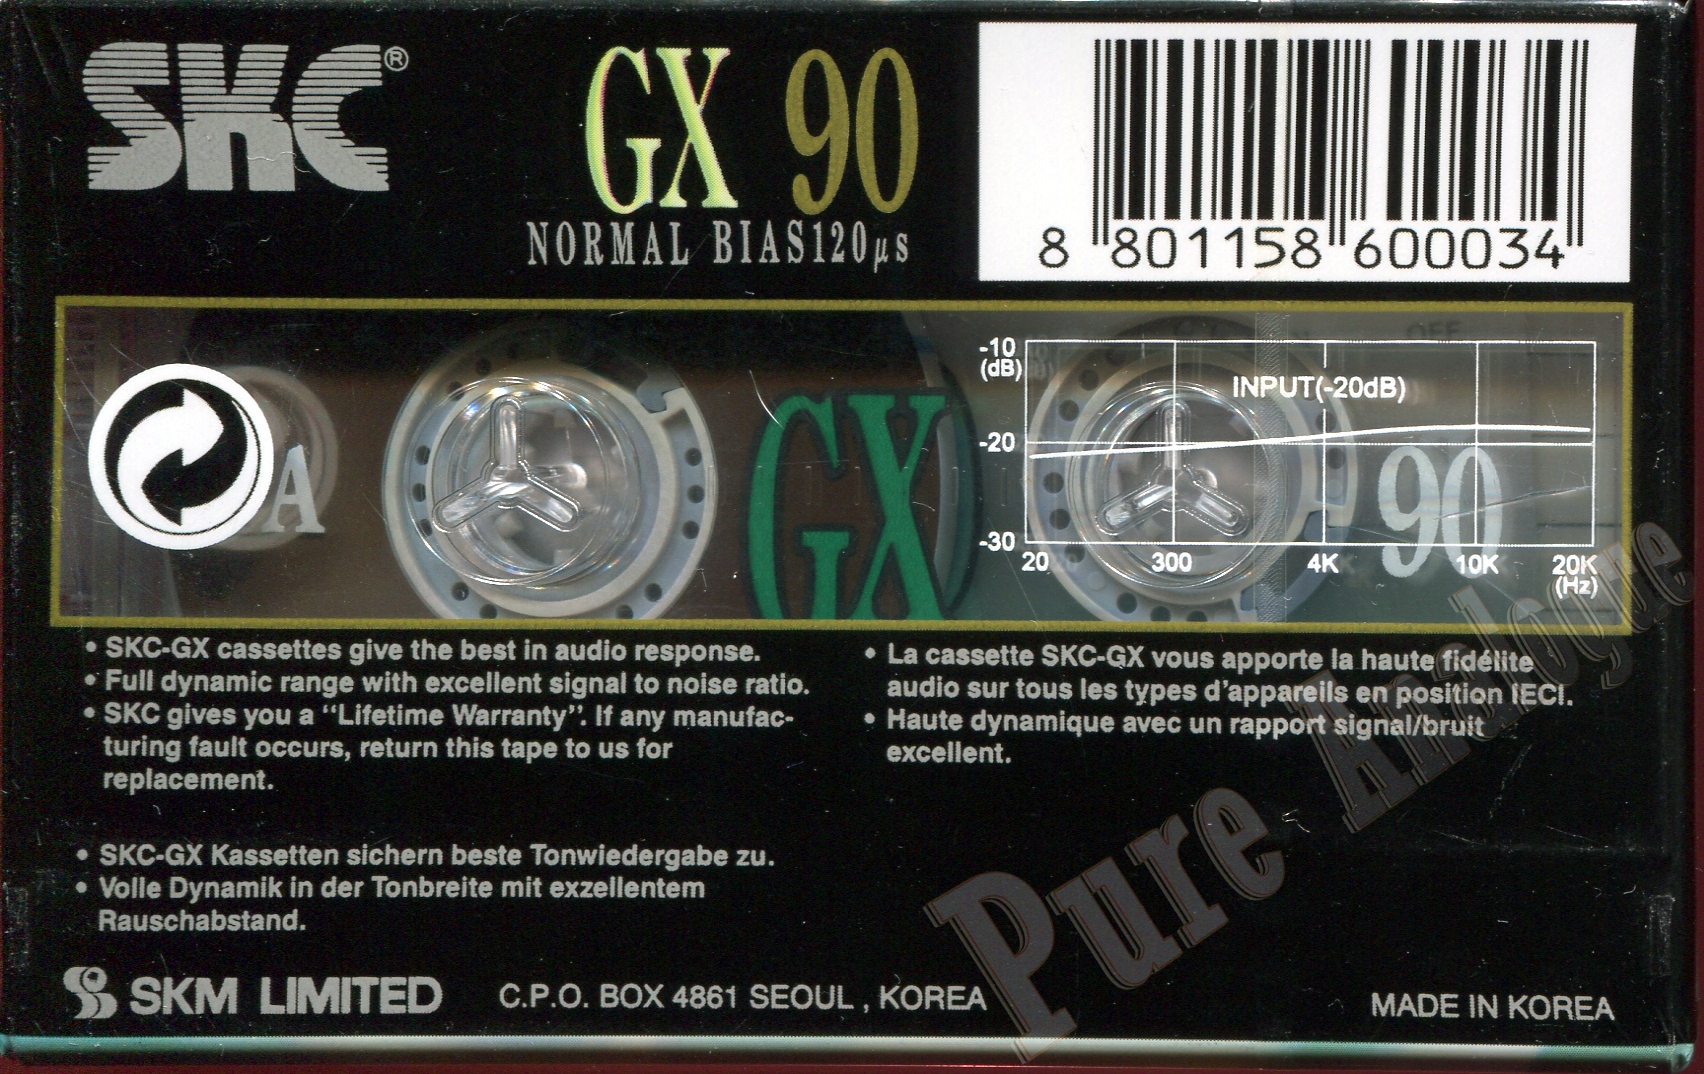 SKC®
GX 90
NORMAL BIAS 120µs
8 801158 600034
A
GX
90
-10
(dB)
INPUT(-20dB)
-20
-30
20 300 4K 10K 20K
(Hz)
• SKC-GX cassettes give the best in audio response.
• Full dynamic range with excellent signal to noise ratio.
• SKC gives you a "Lifetime Warranty". If any manufac-
turing fault occurs, return this tape to us for
replacement.
• La cassette SKC-GX vous apporte la haute fidélite
audio sur tous les types d'appareils en position IECI.
• Haute dynamique avec un rapport signal/bruit
excellent.
• SKC-GX Kassetten sichern beste Tonwiedergabe zu.
• Volle Dynamik in der Tonbreite mit exzellentem
Rauschabstand.
SKM LIMITED C.P.O. BOX 4861 SEOUL , KOREA
MADE IN KOREA
Pure Analogue